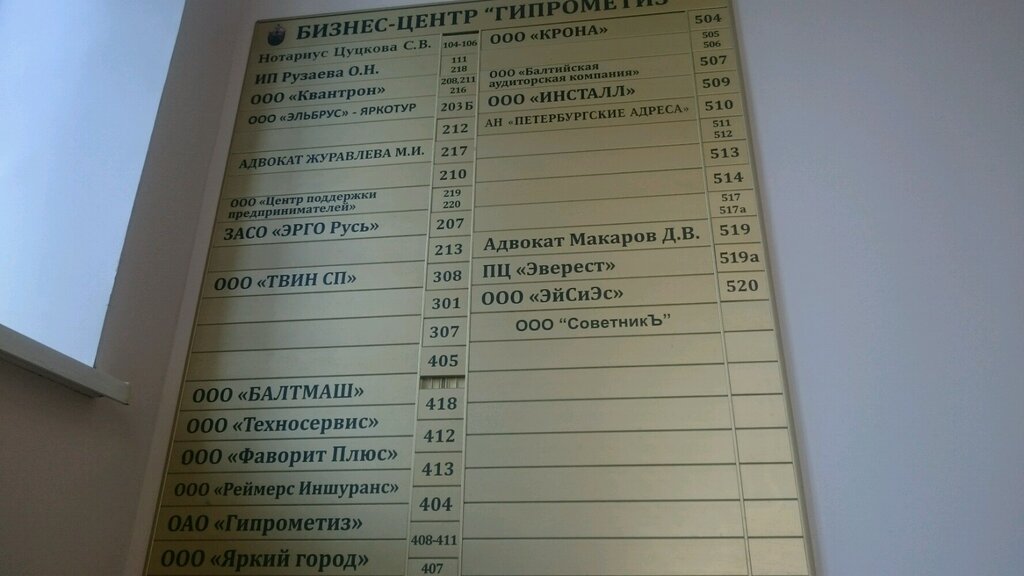 БИЗНЕС-ЦЕНТР "ГИПРОМЕТИЗ
Нотариус Цуцкова С.В. 104-106
ИП Рузаева О.Н. 111 218
ООО «Квантрон» 208,211 216
ООО «ЭЛЬБРУС» - ЯРКОТУР 203Б
212
АДВОКАТ ЖУРАВЛЕВА М.И. 217
210
ООО «Центр поддержки
предпринимателей» 219 220
ЗАСО «ЭРГО Русь» 207
213
ООО «ТВИН СП» 308
301
307
405
ООО «БАЛТМАШ»
ООО «Техносервис» 418
ООО «Фаворит Плюс» 412
ООО «Реймерс Иншуранс» 413
ОАО «Гипрометиз» 404
408-411
ООО «Яркий город» 407
ООО «КРОНА» 504
505
506
ООО «Балтийская
аудиторская компания» 507
ООО «ИНСТАЛЛ» 509
АН «ПЕТЕРБУРГСКИЕ АДРЕСА» 510
511
512
513
514
517
517а
Адвокат Макаров Д.В. 519
ПЦ «Эверест» 519а
ООО «ЭйСиЭс» 520
ООО "СоветникЪ"